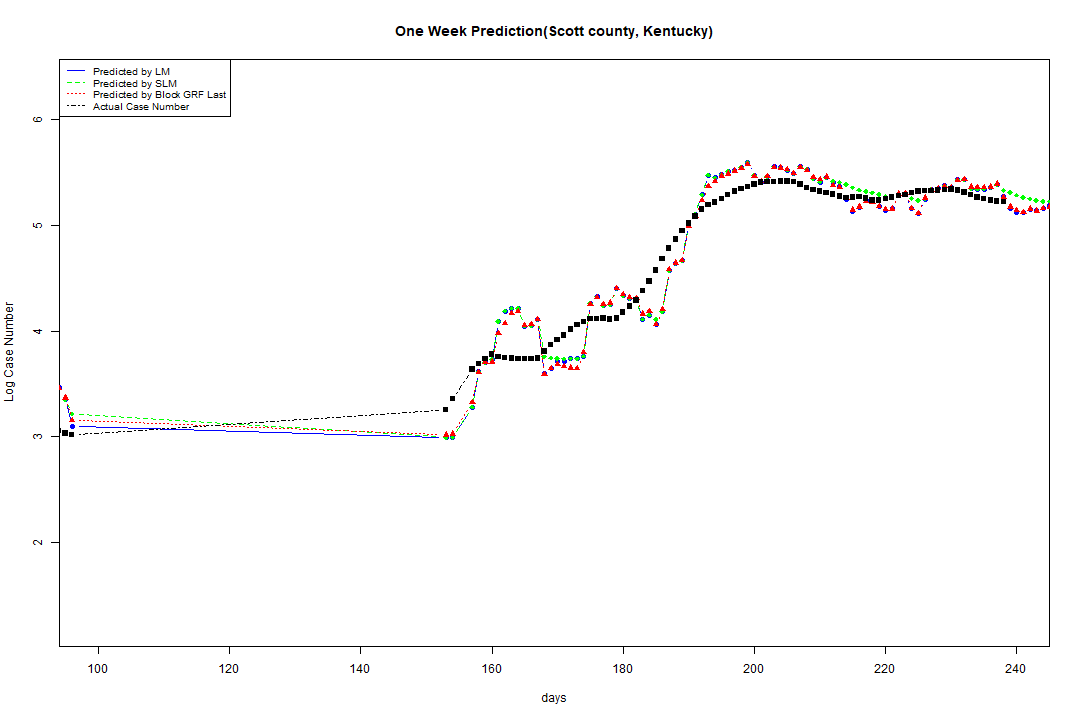 One Week Prediction(Scott county, Kentucky)
Predicted by LM
Predicted by SLM
Predicted by Block GRF Last
Actual Case Number
Log Case Number
6
5
4
3
2
100 120 140 160 180 200 220 240
days